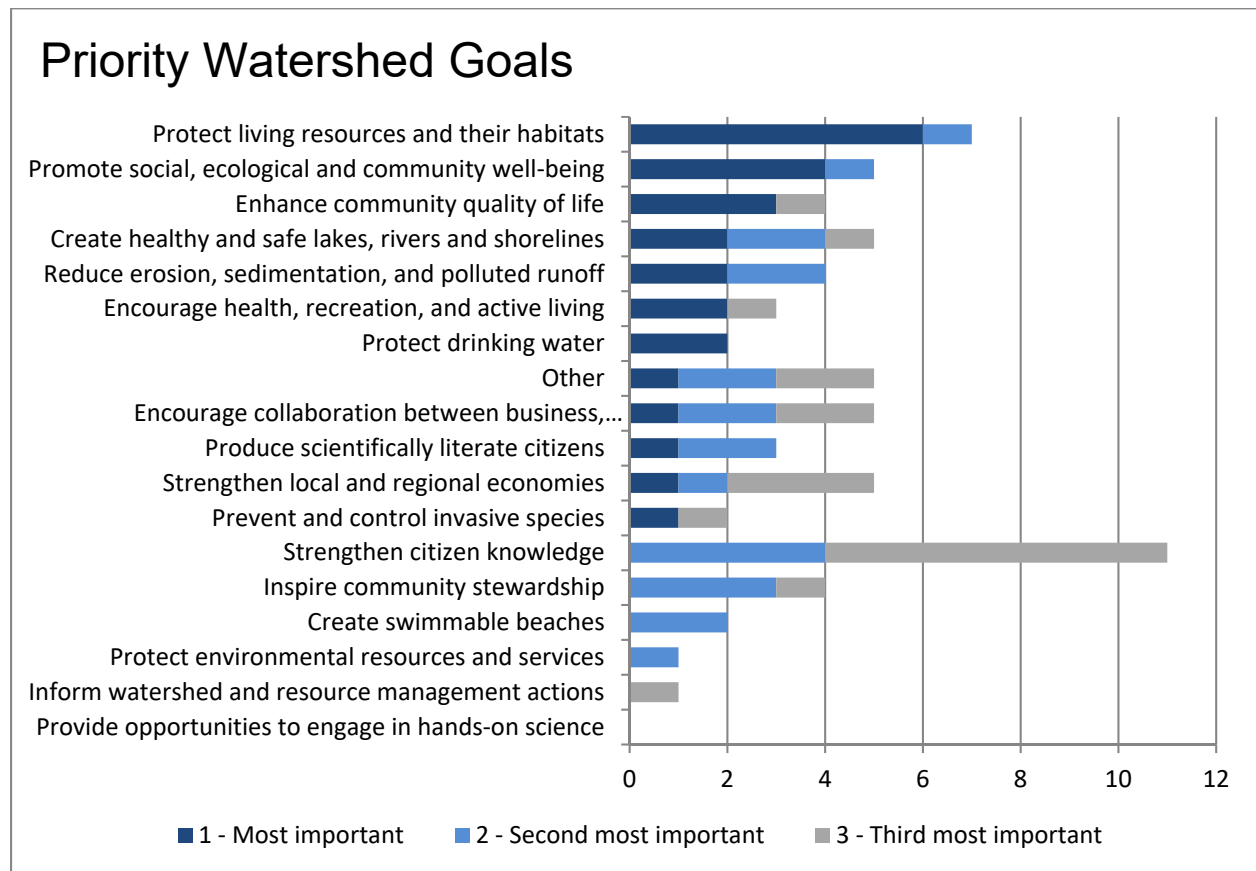 Priority Watershed Goals
Protect living resources and their habitats
Promote social, ecological and community well-being
Enhance community quality of life
Create healthy and safe lakes, rivers and shorelines
Reduce erosion, sedimentation, and polluted runoff
Encourage health, recreation, and active living
Protect drinking water
Other
Encourage collaboration between business,...
Produce scientifically literate citizens
Strengthen local and regional economies
Prevent and control invasive species
Strengthen citizen knowledge
Inspire community stewardship
Create swimmable beaches
Protect environmental resources and services
Inform watershed and resource management actions
Provide opportunities to engage in hands-on science
0 2 4 6 8 10 12
1 - Most important 2 - Second most important 3 - Third most important